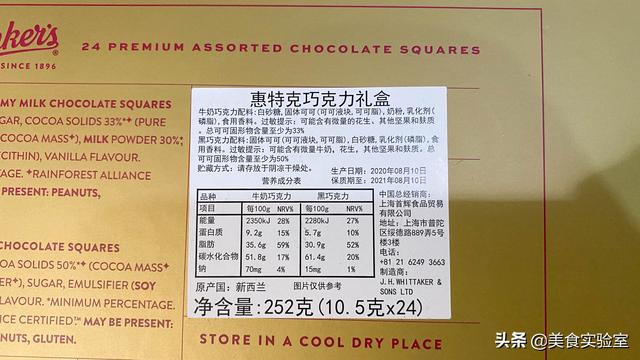 ker's
SINCE 1896
24 PREMIUM ASSORTED CHOCOLATE SQUARES
MY MILK CHOCOLATE SQUARES
GAR, COCOA SOLIDS 33%*✦ (PURE
COCOA MASS✦), MILK POWDER 30%;
CITHIN), VANILLA FLAVOUR.
TAGE. ✦RAINFOREST ALLIANCE
PRESENT: PEANUTS,
CHOCOLATE SQUARES
OA SOLIDS 50%*✦ (COCOA MASS✦
ER✦), SUGAR, EMULSIFIER (SOY
LAVOUR. *MINIMUM PERCENTAGE.
CE CERTIFIED.™ MAY BE PRESENT:
NUTS, GLUTEN.
惠特克巧克力礼盒
牛奶巧克力配料:白砂糖,固体可可(可可液块,可可脂),奶粉,乳化剂(
磷脂),食用香料。过敏提示:可能含有微量的花生、其他坚果和麸质
。总可可固形物含量至少为33%
黑巧克力配料:固体可可(可可液块,可可脂),白砂糖,乳化剂(磷脂),食
用香料。过敏提示:可能含有微量牛奶,花生,其他坚果和麸质。总可
可固形物含量至少为50%
贮藏方式:请存放于阴凉干燥处。
生产日期:2020年08月10日
营养成分表
保质期至:2021年08月10日
品种 牛奶巧克力 黑巧克力
项目 每100g NRV% 每100g NRV%
能量 2350kJ 28% 2280kJ 27%
蛋白质 9.2g 15% 5.7g 10%
脂肪 35.6g 59% 30.9g 52%
碳水化合物 51.8g 17% 61.4g 20%
钠 70mg 4% 15mg 1%
中国总经销商:
上海首辉食品贸易
有限公司
地址:上海市普陀
区绥德路889弄5号
楼3楼
电话:
+81 21 6249 3663
制造商:
J.H.WHITTAKER &
SONS LTD
原产国:新西兰
图片仅供参考
净含量:252克(10.5克x24)
STORE IN A COOL DRY PLACE
头条 @美食实验室